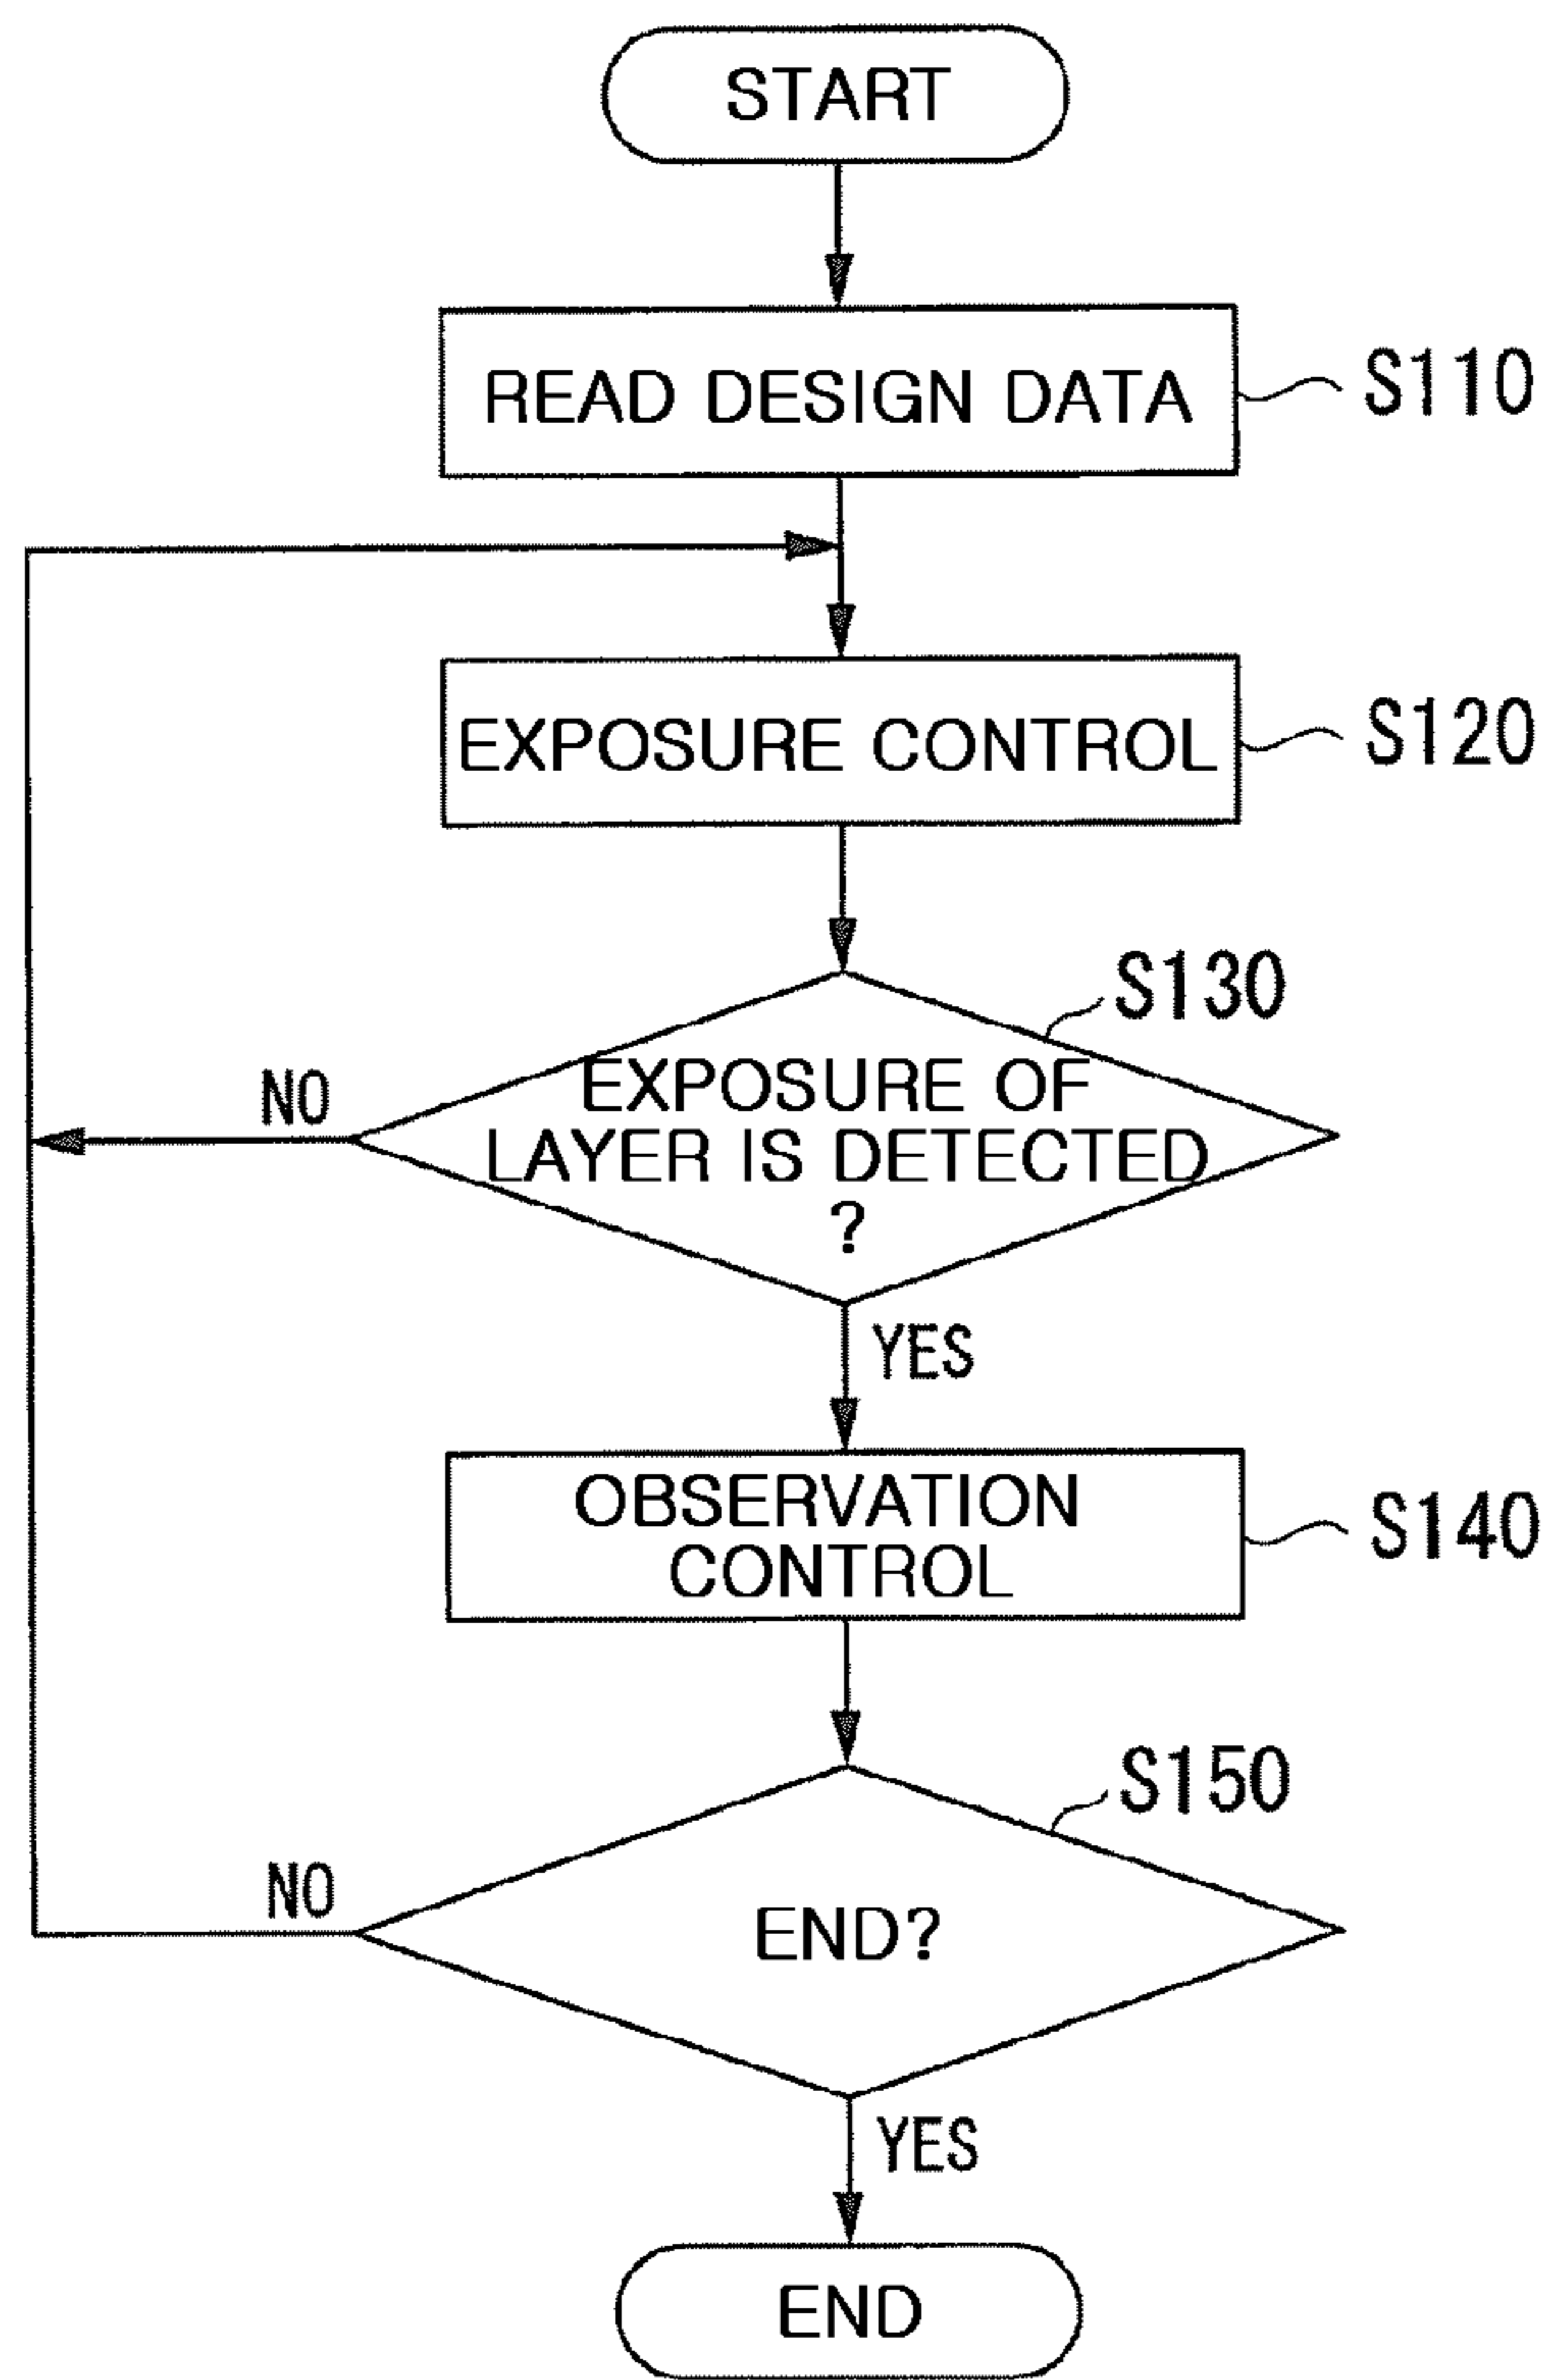 START
READ DESIGN DATA
S110
EXPOSURE CONTROL
S120
S130
EXPOSURE OF
LAYER IS DETECTED
?
NO
YES
OBSERVATION
CONTROL
S140
S150
END?
NO
YES
END